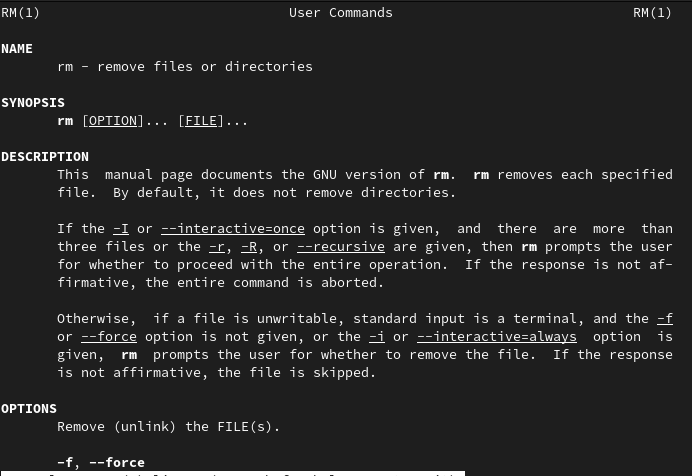 RM(1) User Commands RM(1)
NAME
rm - remove files or directories
SYNOPSIS
rm [OPTION]... [FILE]...
DESCRIPTION
This manual page documents the GNU version of rm. rm removes each specified
file. By default, it does not remove directories.
If the -I or --interactive=once option is given, and there are more than
three files or the -r, -R, or --recursive are given, then rm prompts the user
for whether to proceed with the entire operation. If the response is not af-
firmative, the entire command is aborted.
Otherwise, if a file is unwritable, standard input is a terminal, and the -f
or --force option is not given, or the -i or --interactive=always option is
given, rm prompts the user for whether to remove the file. If the response
is not affirmative, the file is skipped.
OPTIONS
Remove (unlink) the FILE(s).
-f, --force